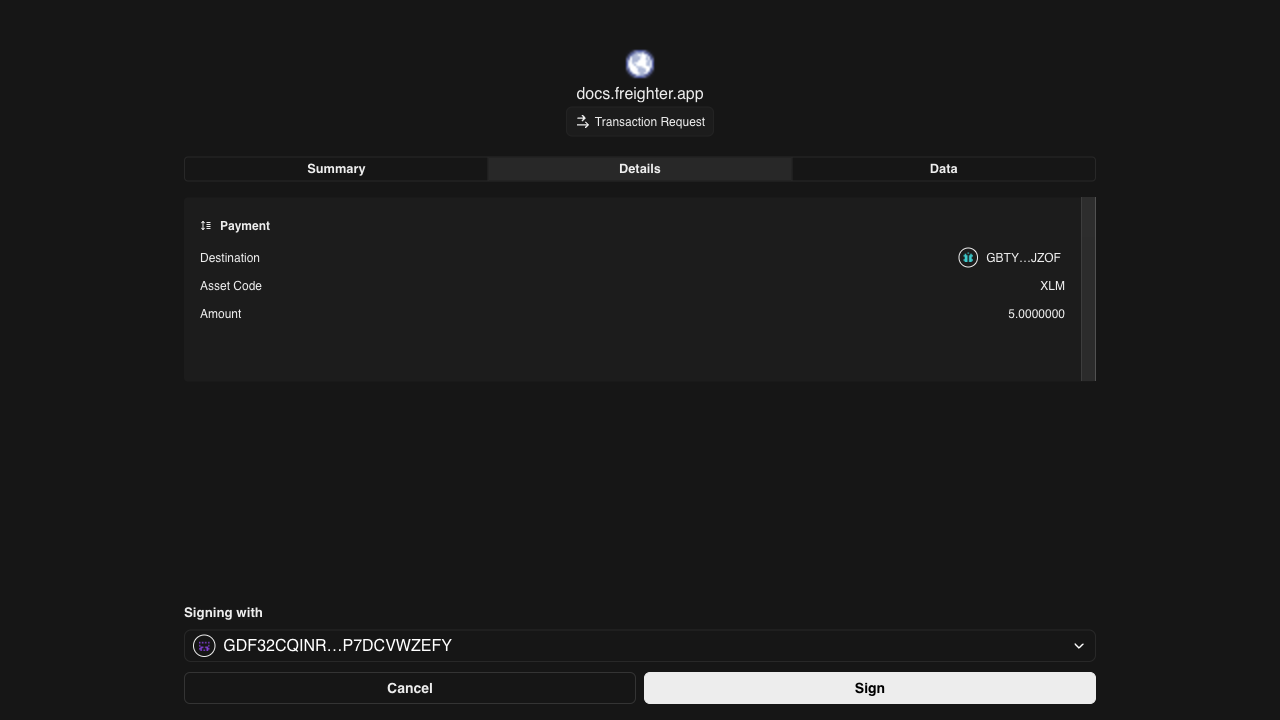 docs.freighter.app
Transaction Request
Summary Details Data
Payment
Destination GBTY...JZOF
Asset Code XLM
Amount 5.0000000
Signing with
GDF32CQINR...P7DCVWZEFY
Cancel Sign